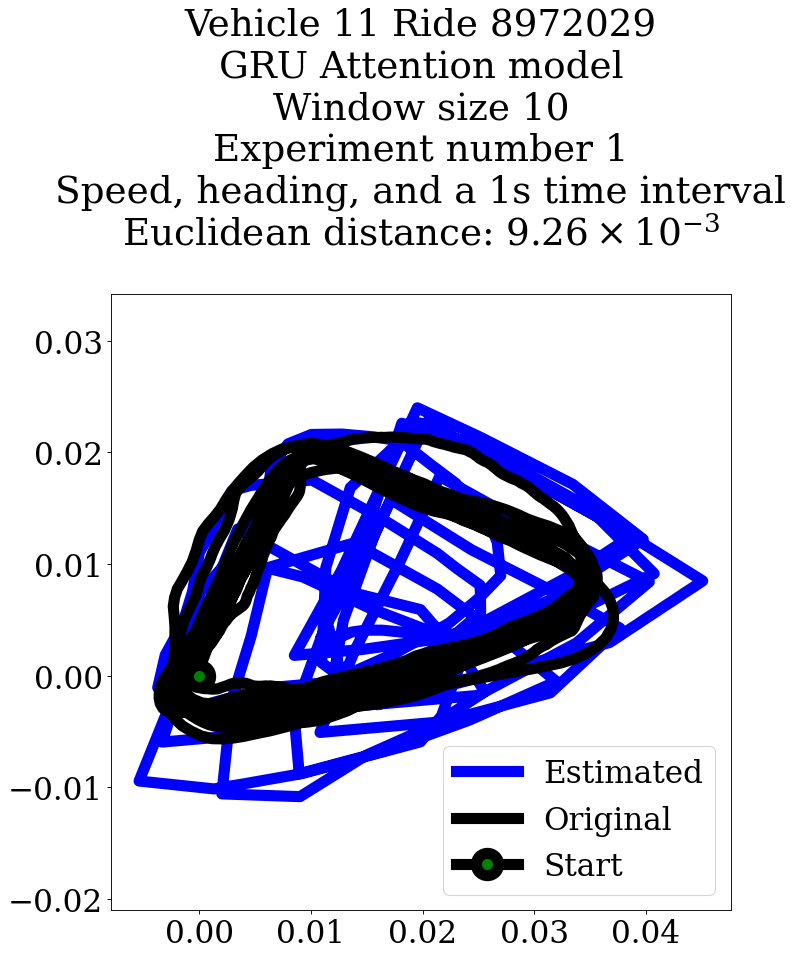 Vehicle 11 Ride 8972029
GRU Attention model
Window size 10
Experiment number 1
Speed, heading, and a 1s time interval
Euclidean distance: 9.26 × 10⁻³
0.03
0.02
0.01
0.00
−0.01
−0.02
0.00 0.01 0.02 0.03 0.04
Estimated
Original
Start